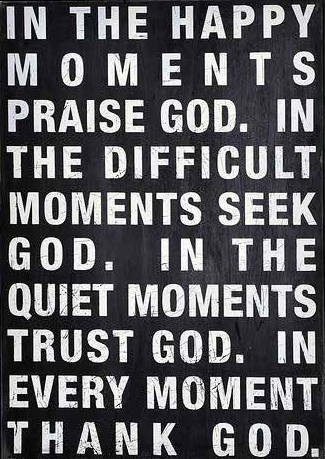 IN THE HAPPY
MOMENTS
PRAISE GOD. IN
THE DIFFICULT
MOMENTS SEEK
GOD. IN THE
QUIET MOMENTS
TRUST GOD. IN
EVERY MOMENT
THANK GOD.